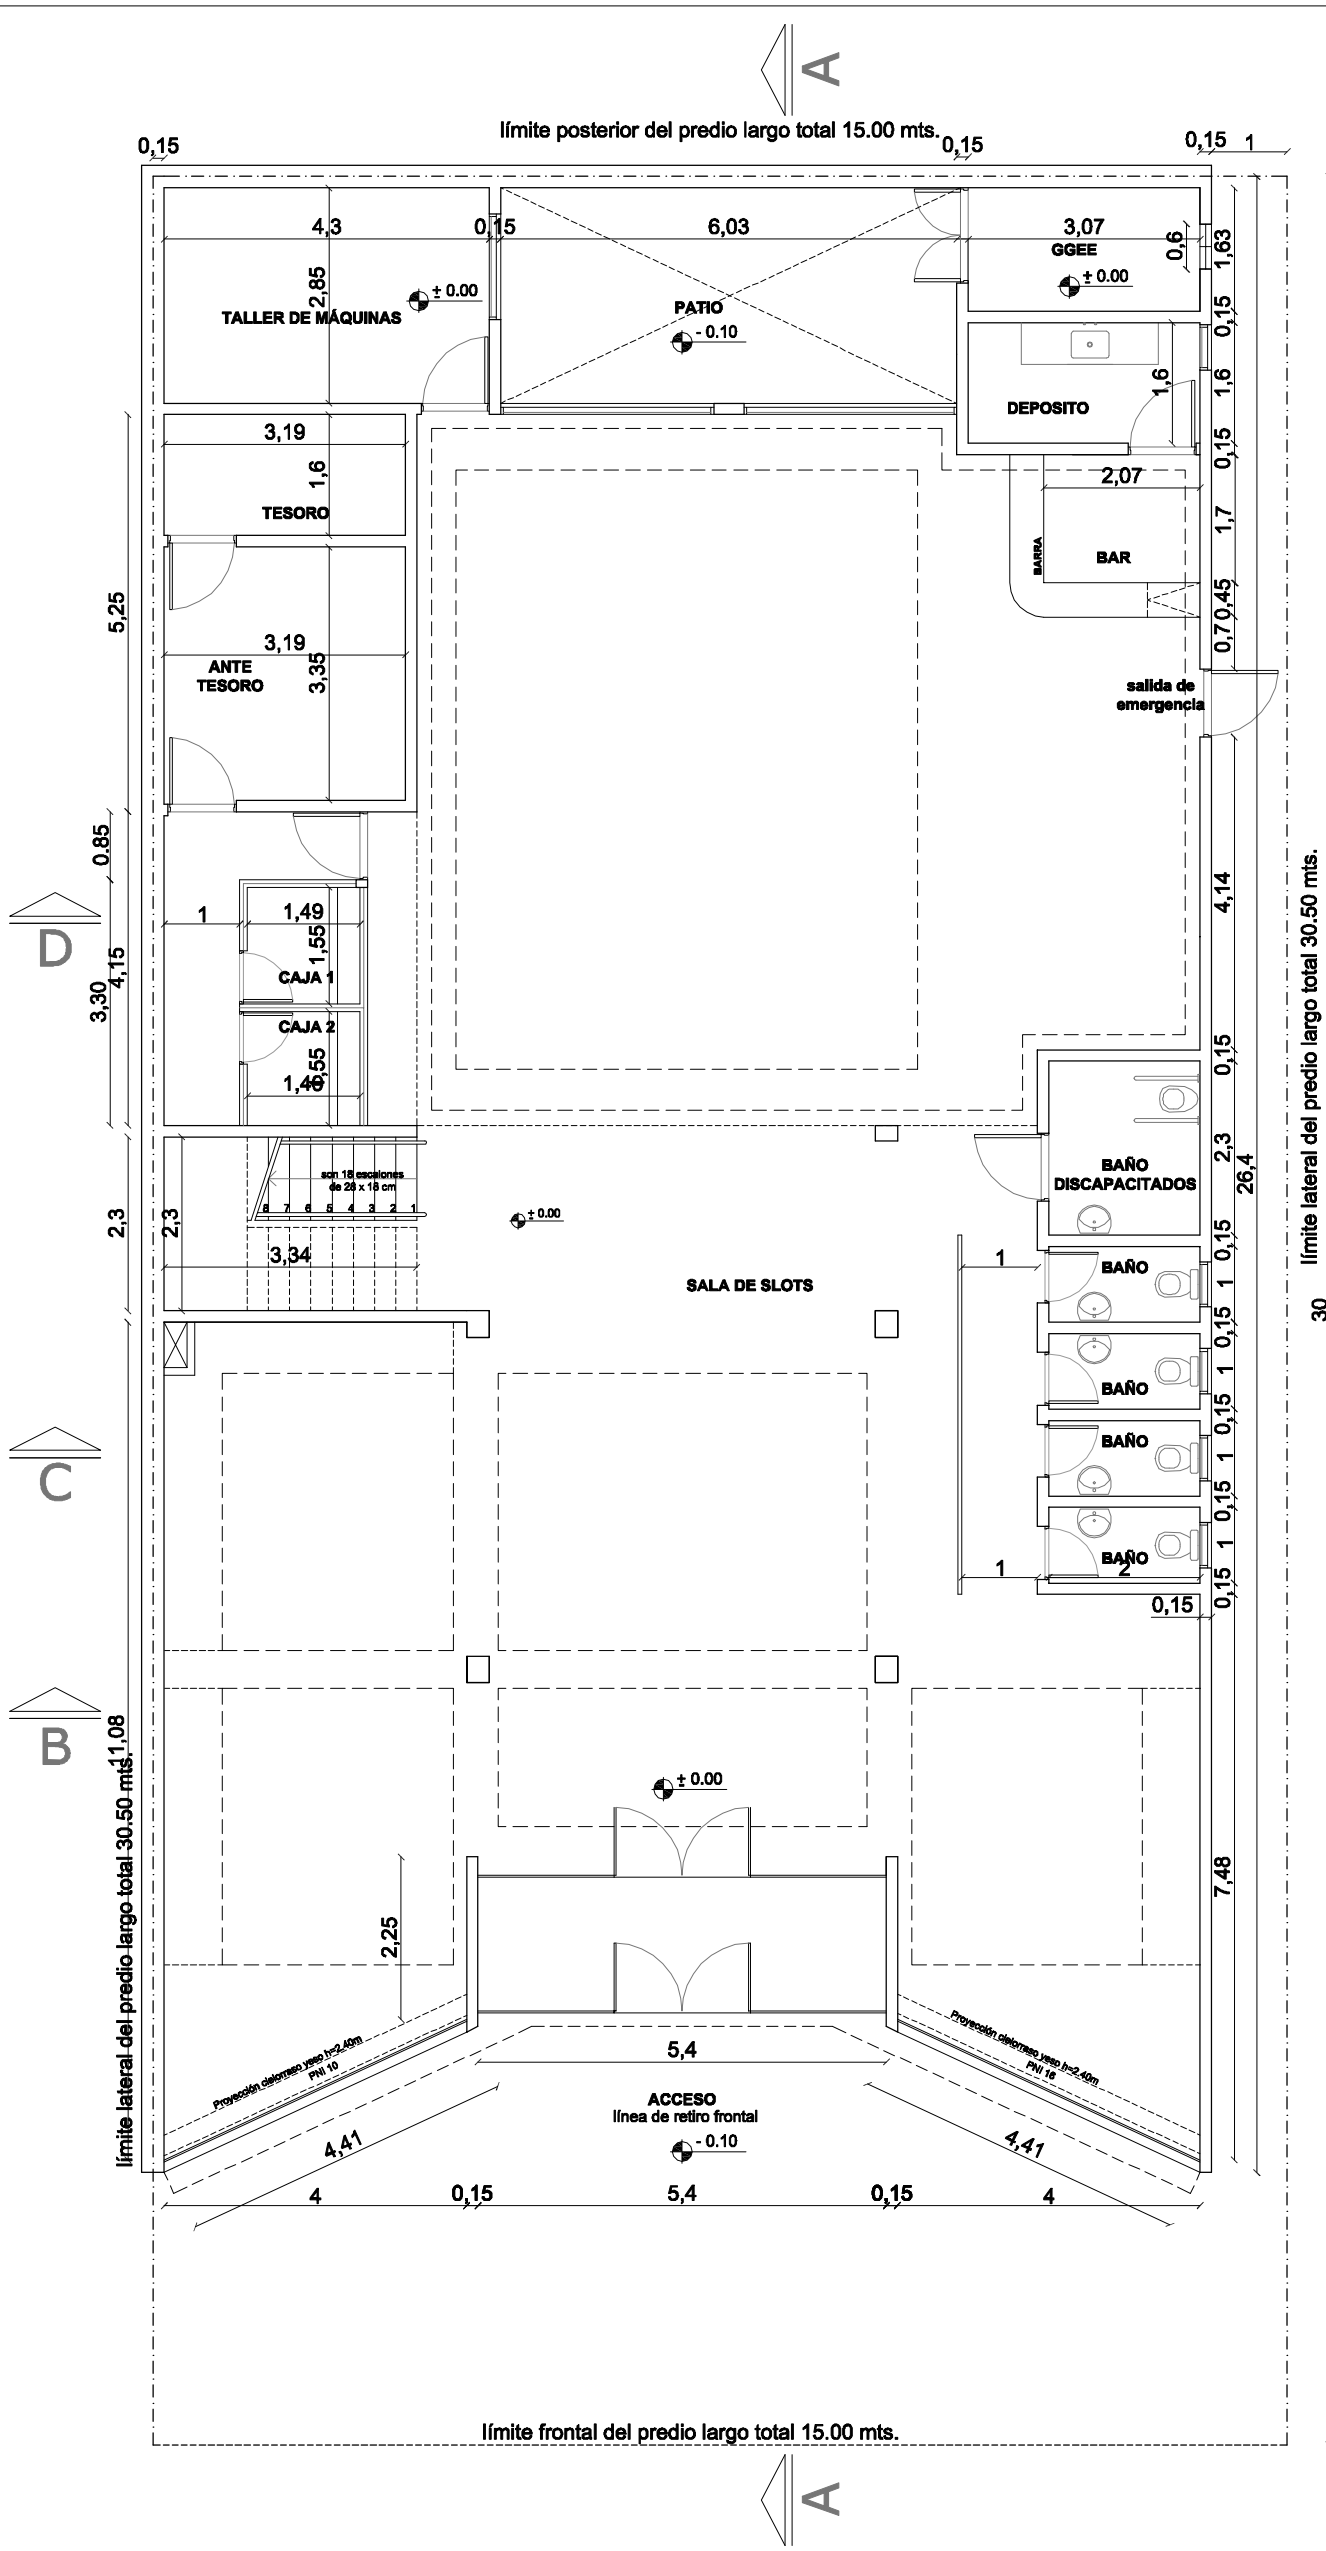 A
límite posterior del predio largo total 15.00 mts.
0,15
0,15
0,15
1
4,3
0,15
6,03
3,07
GGEE
0,6
1,63
± 0.00
2,85
± 0.00
TALLER DE MÁQUINAS
PATIO
- 0.10
0,15
1,6
1,6
DEPOSITO
3,19
1,6
0,15
2,07
TESORO
1,7
BARRA
BAR
5,25
0,45
0,7
3,19
ANTE
TESORO
3,35
salida de
emergencia
0.85
D
1
1,49
1,55
CAJA 1
4,15
3,30
CAJA 2
4,14
límite lateral del predio largo total 30.50 mts.
0,15
son 18 escalones
de 28 x 18 cm
8 7 6 5 4 3 2 1
2,3
2,3
3,34
± 0.00
BAÑO
DISCAPACITADOS
2,3
26,4
0,15
SALA DE SLOTS
1
BAÑO
1
30
0,15
BAÑO
1
0,15
C
BAÑO
1
0,15
BAÑO
1
1
2
0,15
0,15
B
11,08
límite lateral del predio largo total 30.50 mts.
± 0.00
7,48
2,25
Proyección cielorraso yeso h=2.40m
PNI 10
Proyección cielorraso yeso h=2.40m
PNI 16
5,4
ACCESO
línea de retiro frontal
- 0.10
4,41
4,41
4
0,15
5,4
0,15
4
límite frontal del predio largo total 15.00 mts.
A